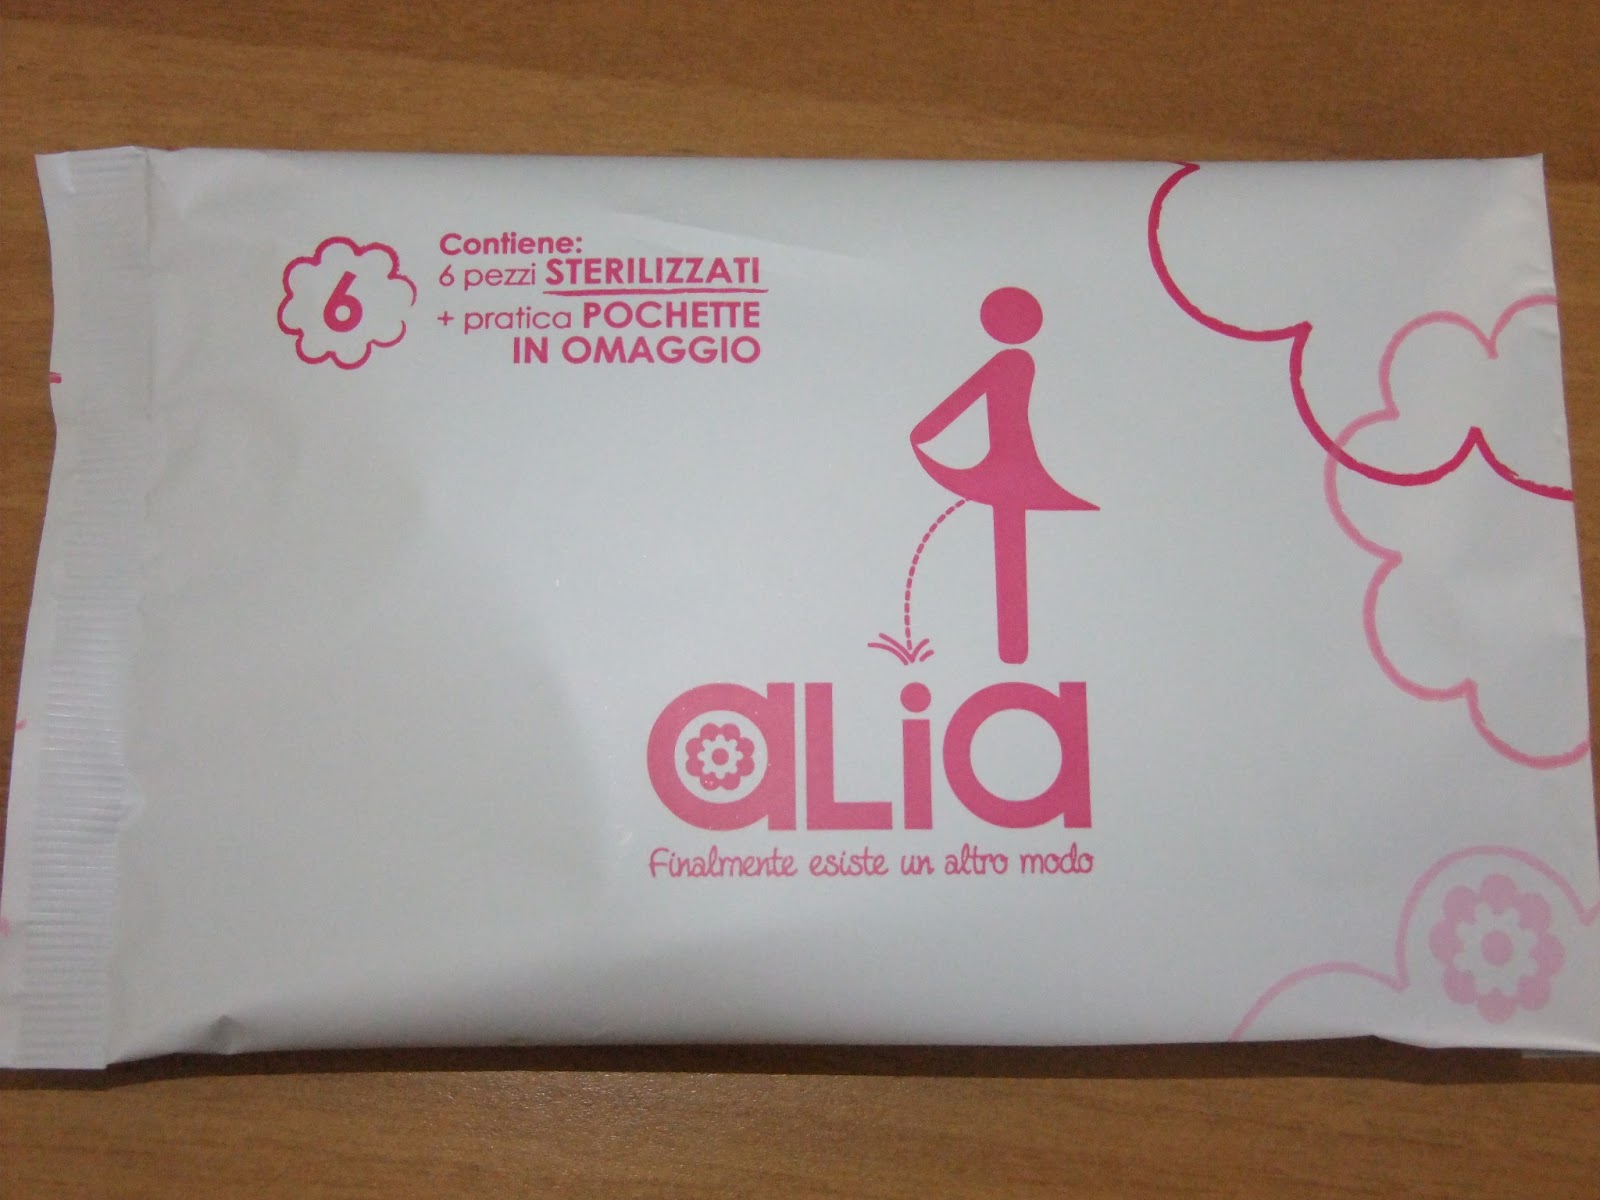 6
Contiene:
6 pezzi STERILIZZATI
+ pratica POCHETTE
IN OMAGGIO
aLia
Finalmente esiste un altro modo